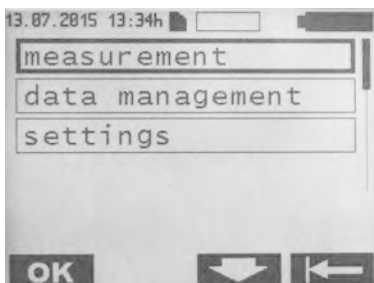 13.07.2015 13:34h
measurement
data management
settings
OK